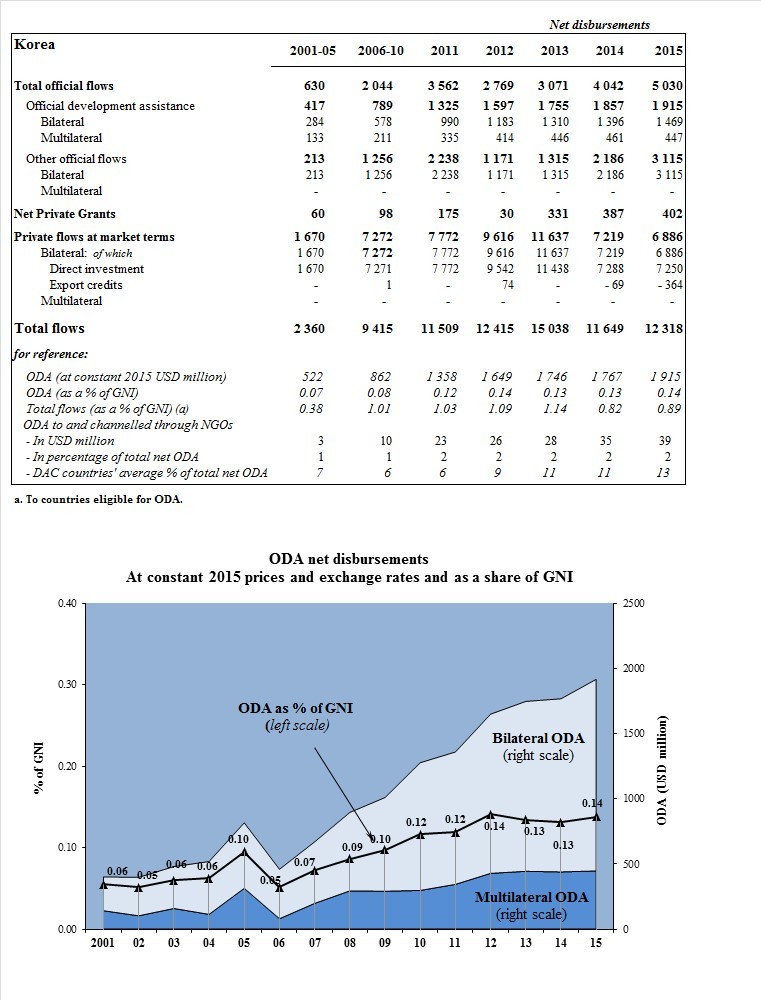 Net disbursements
Korea
2001-05 2006-10 2011 2012 2013 2014 2015
Total official flows 630 2 044 3 562 2 769 3 071 4 042 5 030
Official development assistance 417 789 1 325 1 597 1 755 1 857 1 915
Bilateral 284 578 990 1 183 1 310 1 396 1 469
Multilateral 133 211 335 414 446 461 447
Other official flows 213 1 256 2 238 1 171 1 315 2 186 3 115
Bilateral 213 1 256 2 238 1 171 1 315 2 186 3 115
Multilateral - - - - - - -
Net Private Grants 60 98 175 30 331 387 402
Private flows at market terms 1 670 7 272 7 772 9 616 11 637 7 219 6 886
Bilateral: of which 1 670 7 272 7 772 9 616 11 637 7 219 6 886
Direct investment 1 670 7 271 7 772 9 542 11 438 7 288 7 250
Export credits - 1 - 74 - - 69 - 364
Multilateral - - - - - - -
Total flows 2 360 9 415 11 509 12 415 15 038 11 649 12 318
for reference:
ODA (at constant 2015 USD million) 522 862 1 358 1 649 1 746 1 767 1 915
ODA (as a % of GNI) 0.07 0.08 0.12 0.14 0.13 0.13 0.14
Total flows (as a % of GNI) (a) 0.38 1.01 1.03 1.09 1.14 0.82 0.89
ODA to and channelled through NGOs
- In USD million 3 10 23 26 28 35 39
- In percentage of total net ODA 1 1 2 2 2 2 2
- DAC countries' average % of total net ODA 7 6 6 9 11 11 13
a. To countries eligible for ODA.
ODA net disbursements
At constant 2015 prices and exchange rates and as a share of GNI
0.40
0.30
0.20
0.10
0.00
% of GNI
2500
2000
1500
1000
500
0
ODA (USD million)
ODA as % of GNI
(left scale)
Bilateral ODA
(right scale)
Multilateral ODA
(right scale)
0.06 0.05 0.06 0.06 0.10 0.05 0.07 0.09 0.10 0.12 0.12 0.14 0.13 0.13 0.14
2001 02 03 04 05 06 07 08 09 10 11 12 13 14 15